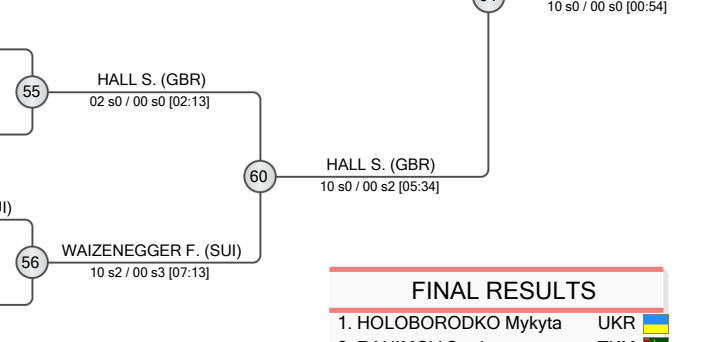 10 s0 / 00 s0 [00:54]
HALL S. (GBR)
55
02 s0 / 00 s0 [02:13]
HALL S. (GBR)
60
10 s0 / 00 s2 [05:34]
WAIZENEGGER F. (SUI)
56
10 s2 / 00 s3 [07:13]
FINAL RESULTS
1. HOLOBORODKO Mykyta UKR